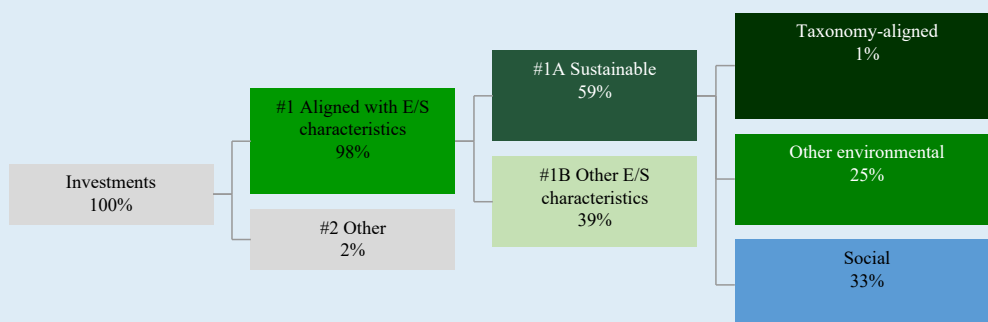 Investments
100%
#1 Aligned with E/S
characteristics
98%
#2 Other
2%
#1A Sustainable
59%
#1B Other E/S
characteristics
39%
Taxonomy-aligned
1%
Other environmental
25%
Social
33%